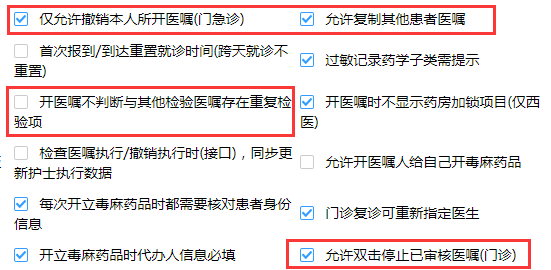 仅允许撤销本人所开医嘱(门急诊)
允许复制其他患者医嘱
首次报到/到达重置就诊时间(跨天就诊不
重置)
过敏记录药学子类需提示
开医嘱不判断与其他检验医嘱存在重复检
验项
开医嘱时不显示药房加锁项目(仅西
医)
检查医嘱执行/撤销执行时(接口)，同步更
新护士执行数据
允许开医嘱人给自己开毒麻药品
每次开立毒麻药品时都需要核对患者身份
信息
门诊复诊可重新指定医生
开立毒麻药品时代办人信息必填
允许双击停止已审核医嘱(门诊)